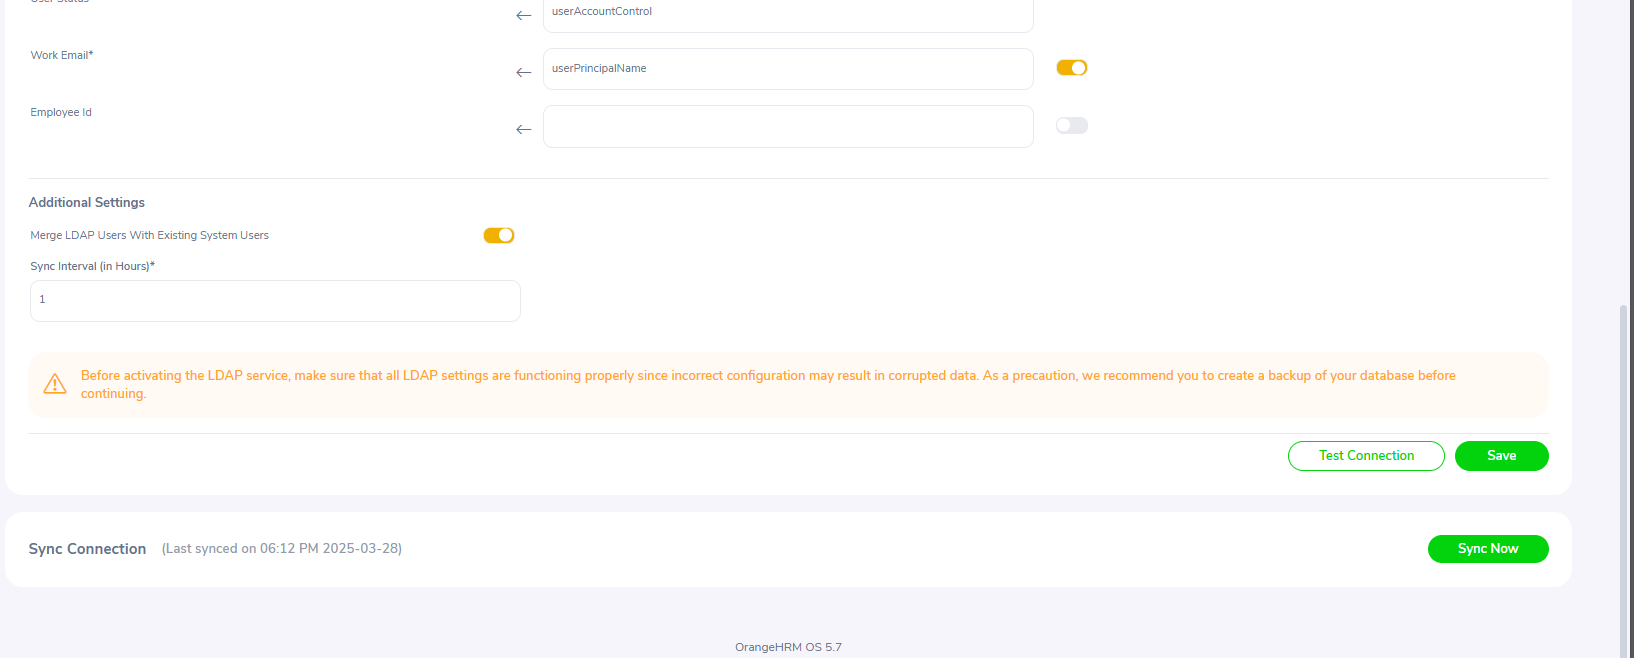 User Status
userAccountControl
Work Email*
userPrincipalName
Employee Id
Additional Settings
Merge LDAP Users With Existing System Users
Sync Interval (in Hours)*
1
Before activating the LDAP service, make sure that all LDAP settings are functioning properly since incorrect configuration may result in corrupted data. As a precaution, we recommend you to create a backup of your database before
continuing.
Test Connection
Save
Sync Connection (Last synced on 06:12 PM 2025-03-28)
Sync Now
OrangeHRM OS 5.7